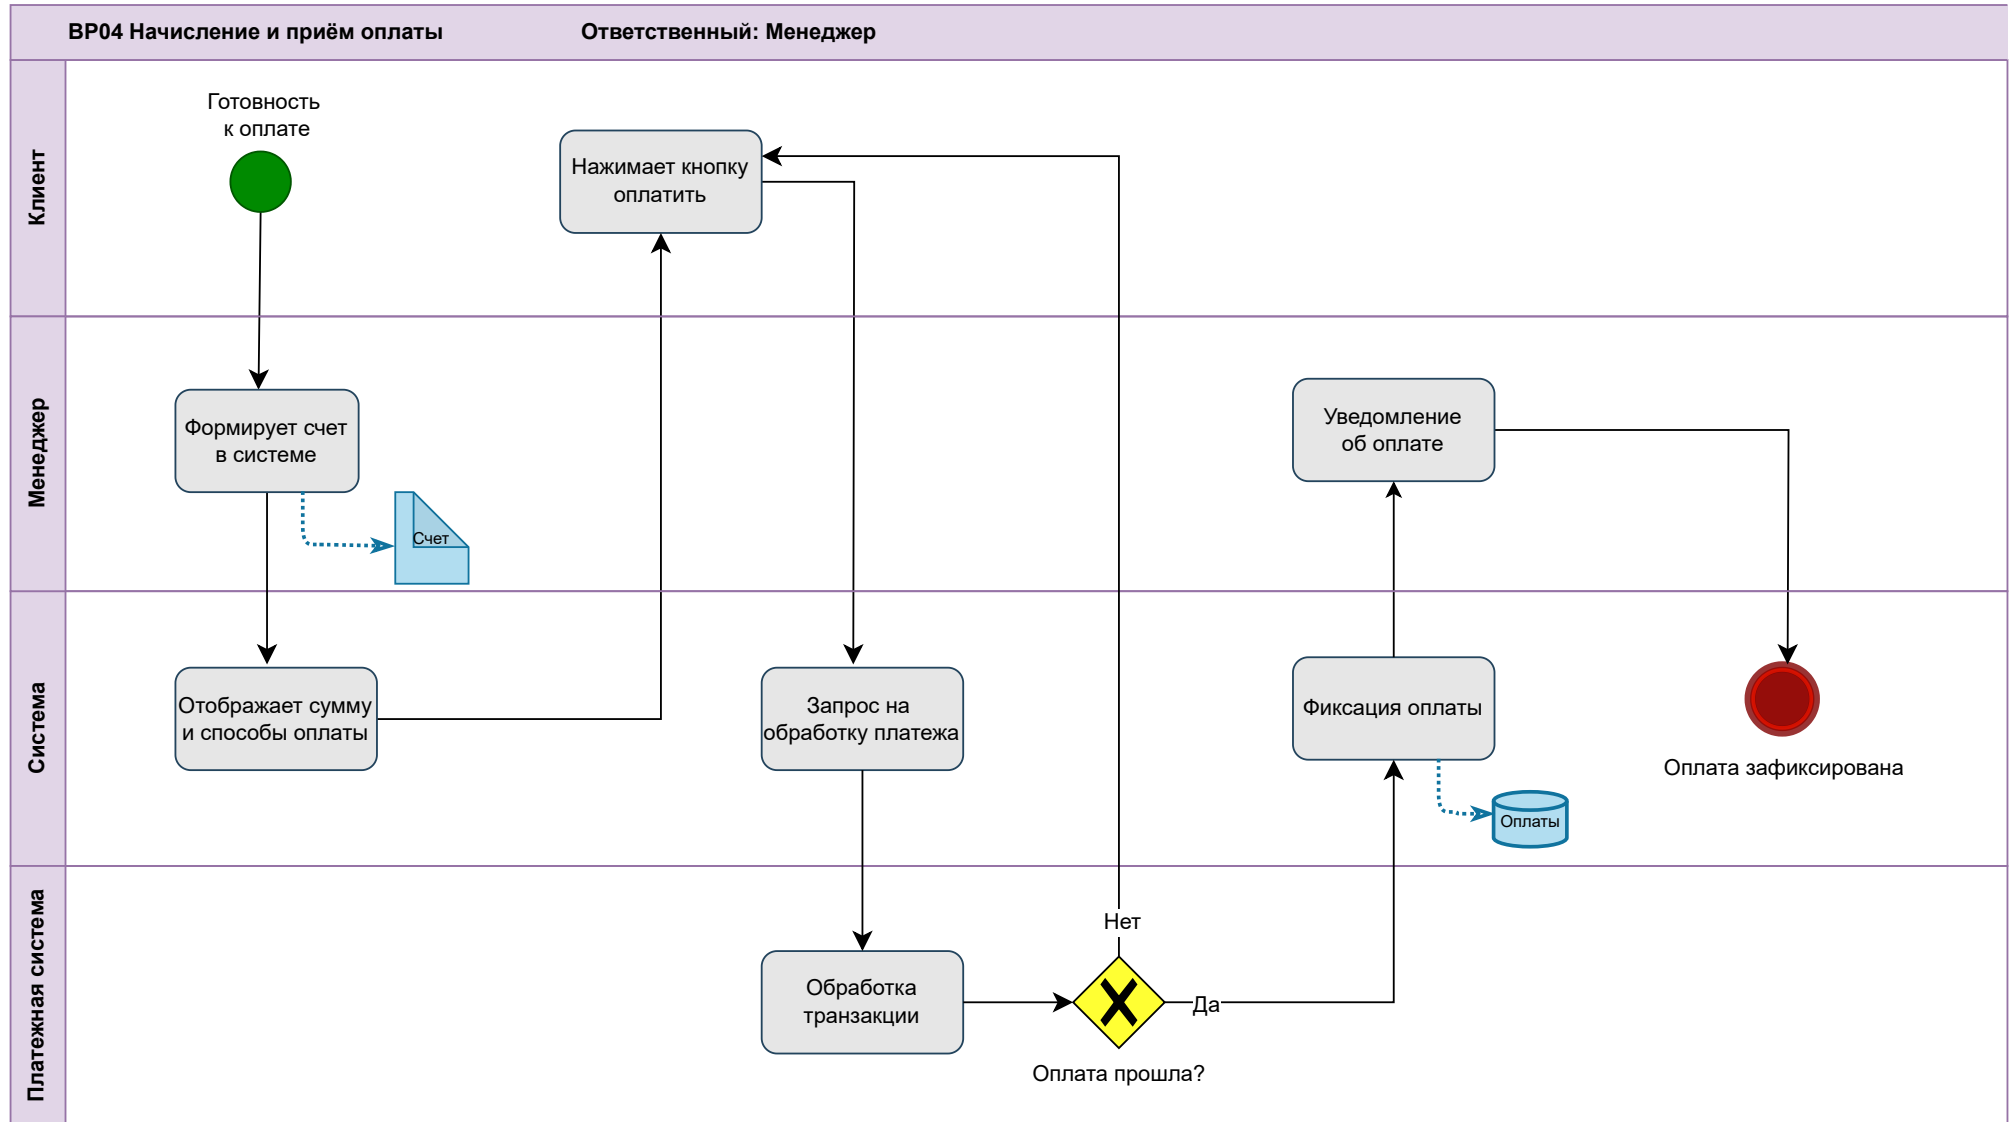 BP04 Начисление и приём оплаты
Ответственный: Менеджер
Клиент
Готовность
к оплате
Нажимает кнопку
оплатить
Менеджер
Формирует счет
в системе
Счет
Уведомление
об оплате
Система
Отображает сумму
и способы оплаты
Запрос на
обработку платежа
Фиксация оплаты
Оплаты
Оплата зафиксирована
Платежная система
Обработка
транзакции
Нет
Да
Оплата прошла?